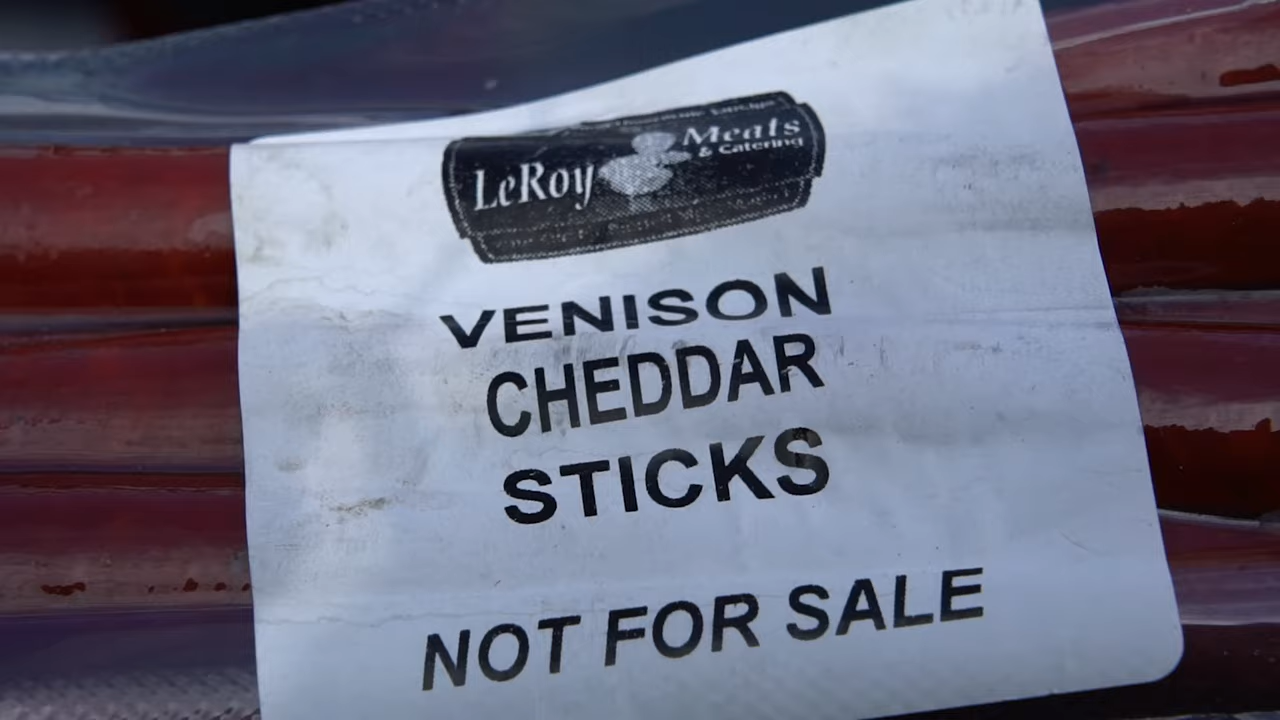 LeRoy
Meats
& Catering
VENISON
CHEDDAR
STICKS
NOT FOR SALE